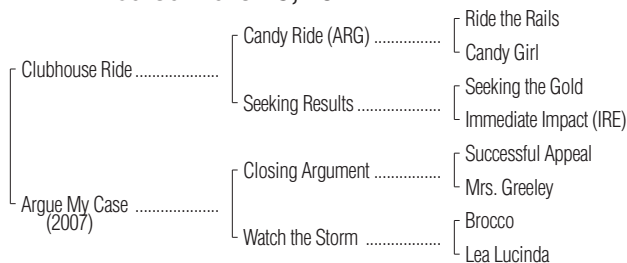 Ride the Rails
Candy Ride (ARG) ................
Candy Girl
Clubhouse Ride .....................
Seeking the Gold
Seeking Results .....................
Immediate Impact (IRE)
Successful Appeal
Closing Argument ................
Mrs. Greeley
Argue My Case .....................
(2007)
Brocco
Watch the Storm ...................
Lea Lucinda